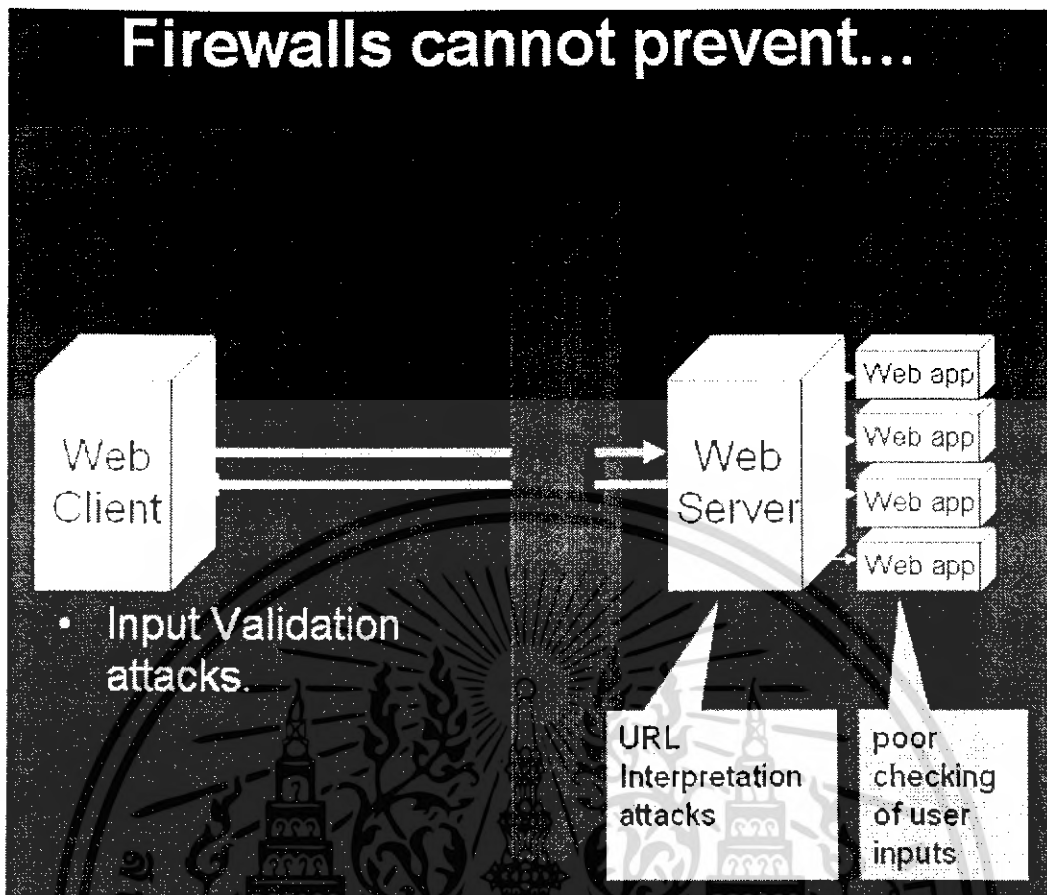 Firewalls cannot prevent...
Web
Client
Web
Server
Web app
Web app
Web app
Web app
• Input Validation
attacks.
URL
Interpretation
attacks
poor
checking
of user
inputs